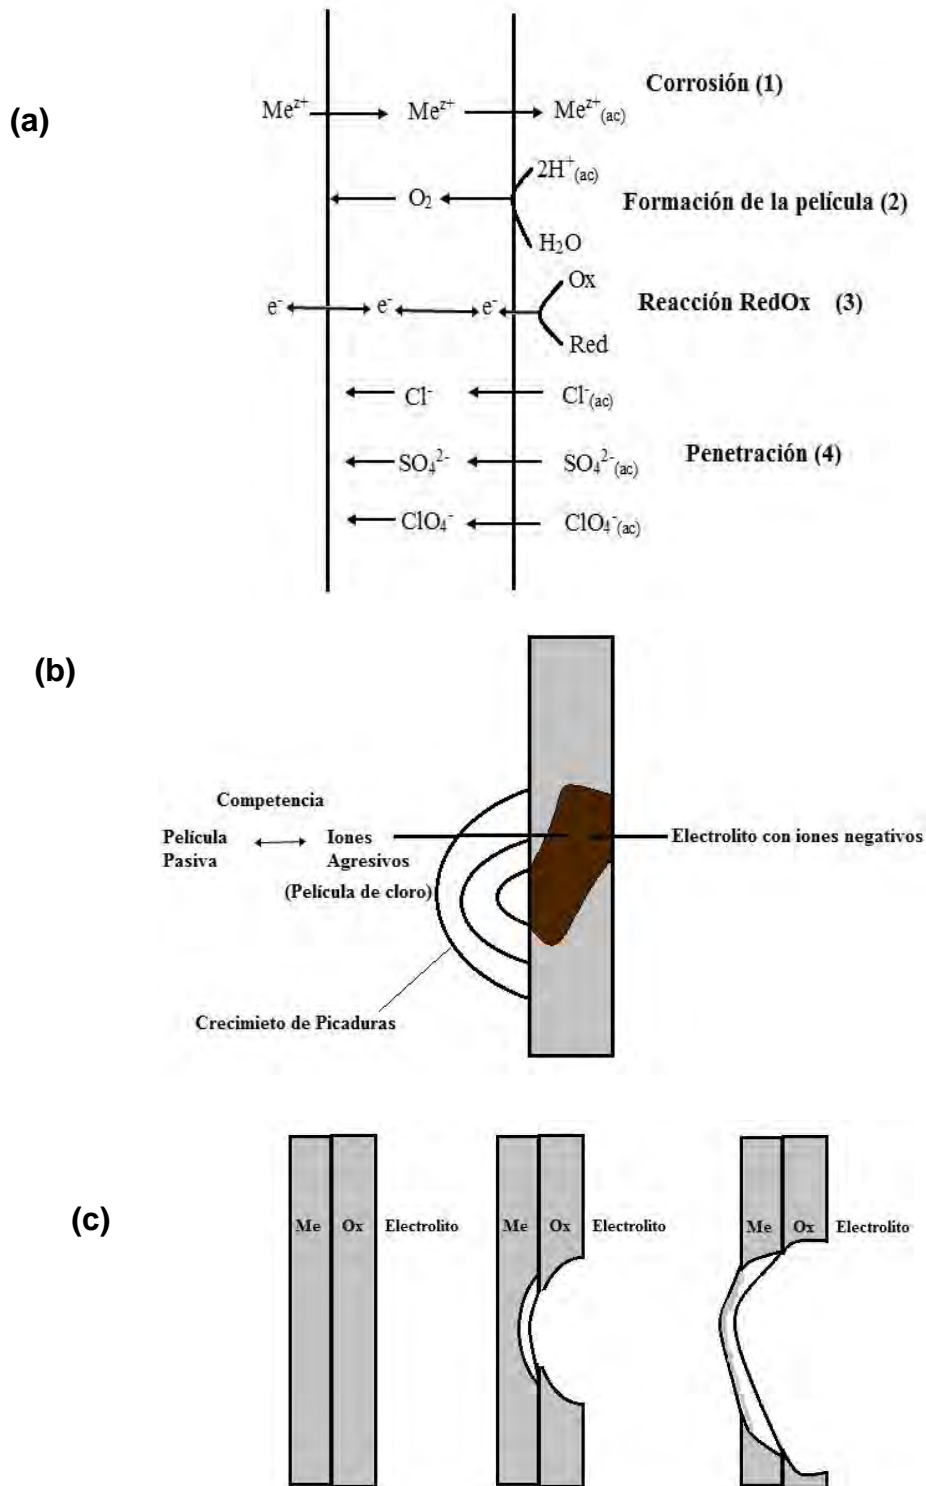 Corrosión (1)
(a)
Me^z+ Me^z+ Me^z+(ac)
2H^+(ac)
O2
Formación de la película (2)
H2O
Ox
e^- e^- e^-
Reacción RedOx (3)
Red
Cl^- Cl^-(ac)
SO4^2- SO4^2-(ac)
Penetración (4)
ClO4^- ClO4^-(ac)
(b)
Competencia
Película Iones Electrolito con iones negativos
Pasiva Agresivos
(Película de cloro)
Crecimieto de Picaduras
(c)
Me Ox Electrolito Me Ox Electrolito Me Ox Electrolito